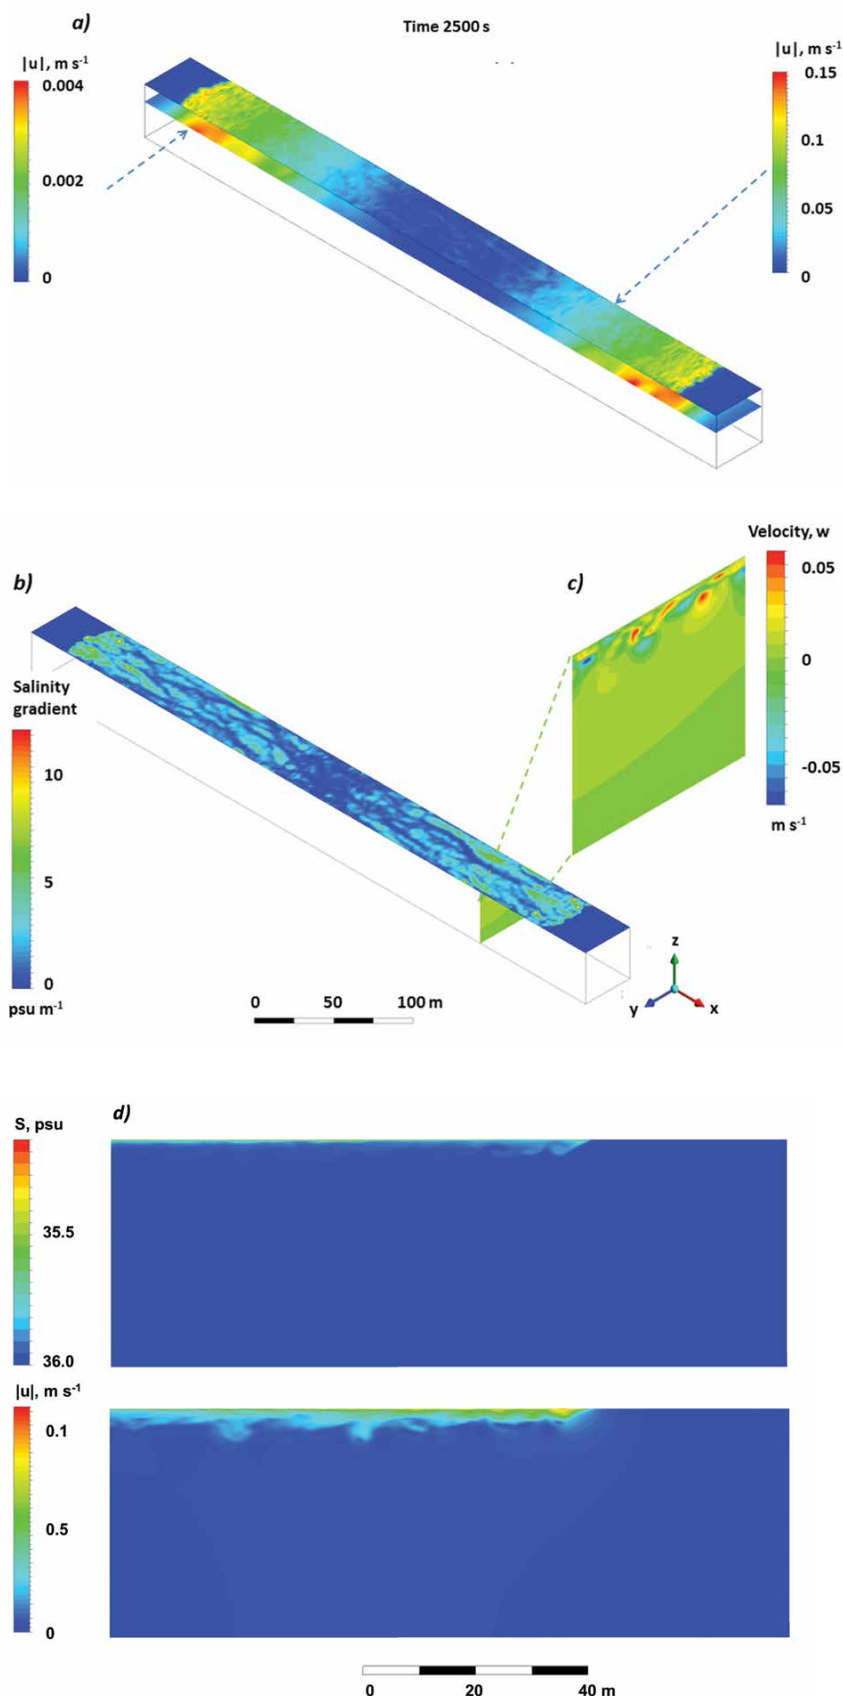 a)
Time 2500 s
|u|, m s-1
0.004
0.002
0
|u|, m s-1
0.15
0.1
0.05
0
b)
Salinity
gradient
10
5
0
psu m-1
c)
Velocity, w
0.05
0
-0.05
m s-1
0 50 100 m
z
y
x
d)
S, psu
35.5
36.0
|u|, m s-1
0.1
0.5
0
0 20 40 m